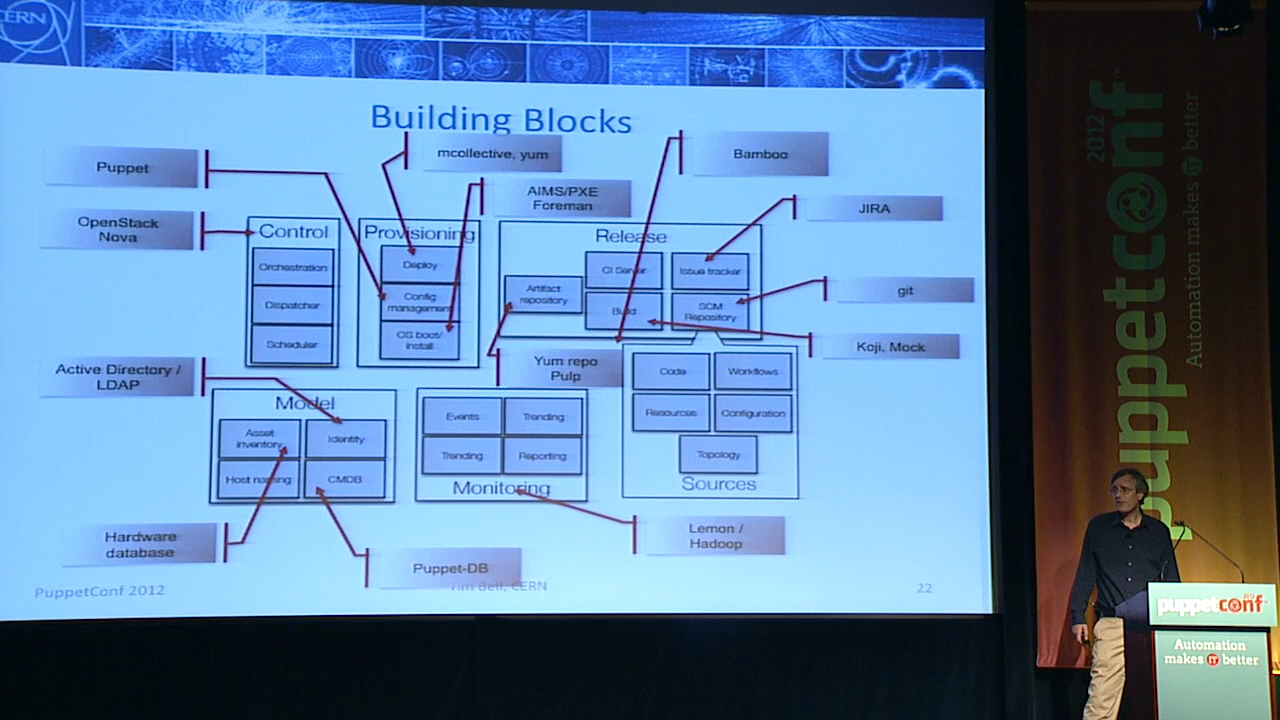 CERN
Building Blocks
Puppet
mcollective, yum
Bamboo
AIMS/PXE
Foreman
JIRA
OpenStack
Nova
Control
Orchestration
Dispatcher
Scheduler
Provisioning
Deploy
Config
management
OS boot/
install
Release
CI Server
Issue tracker
Artifact
repository
Build
SCM
Repository
git
Koji, Mock
Yum repo
Pulp
Active Directory /
LDAP
Model
Asset
inventory
Identity
Host naming
CMDB
Events
Trending
Trending
Reporting
Monitoring
Code
Workflows
Resources
Configuration
Topology
Sources
Hardware
database
Puppet-DB
Lemon /
Hadoop
PuppetConf 2012
Tim Bell, CERN
22
puppetconf 2012
Automation makes IT better
puppetconf 2012
Automation
makes IT better